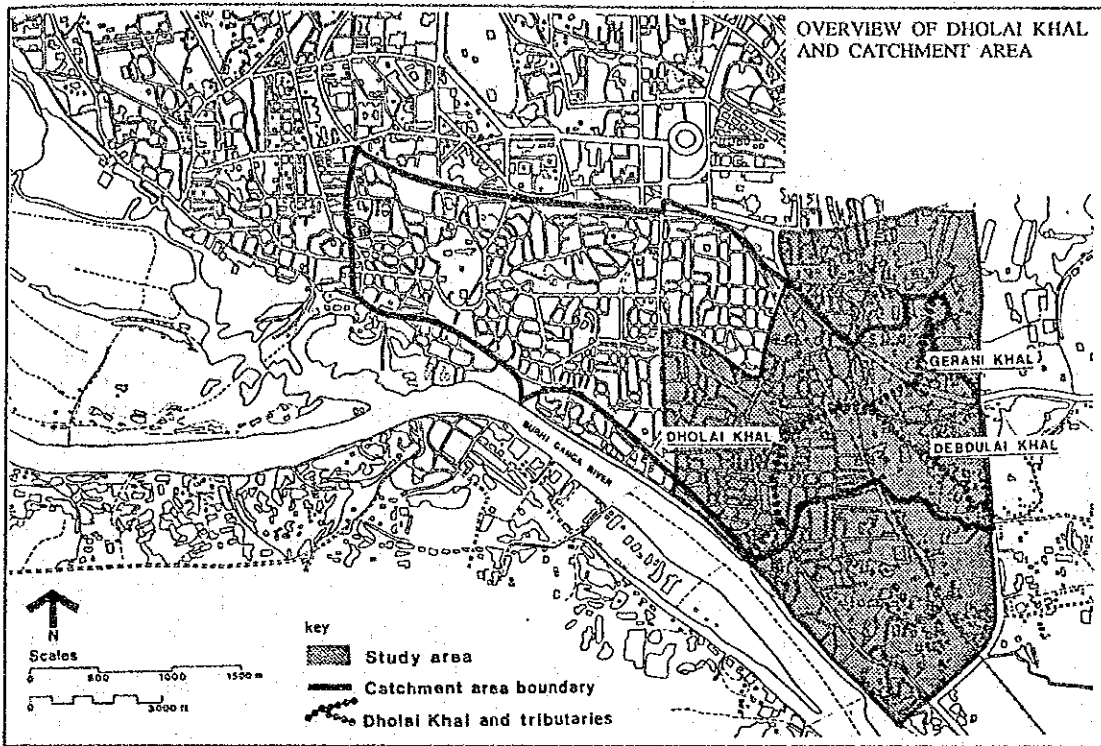 OVERVIEW OF DHOLAI KHAL
AND CATCHMENT AREA
GERANI KHAL
DHOLAI KHAL
DEBDULAI KHAL
BURHI GANGA RIVER
N
Scales
0 500 1000 1500 m
0 3000 ft
key
Study area
Catchment area boundary
Dholai Khal and tributaries